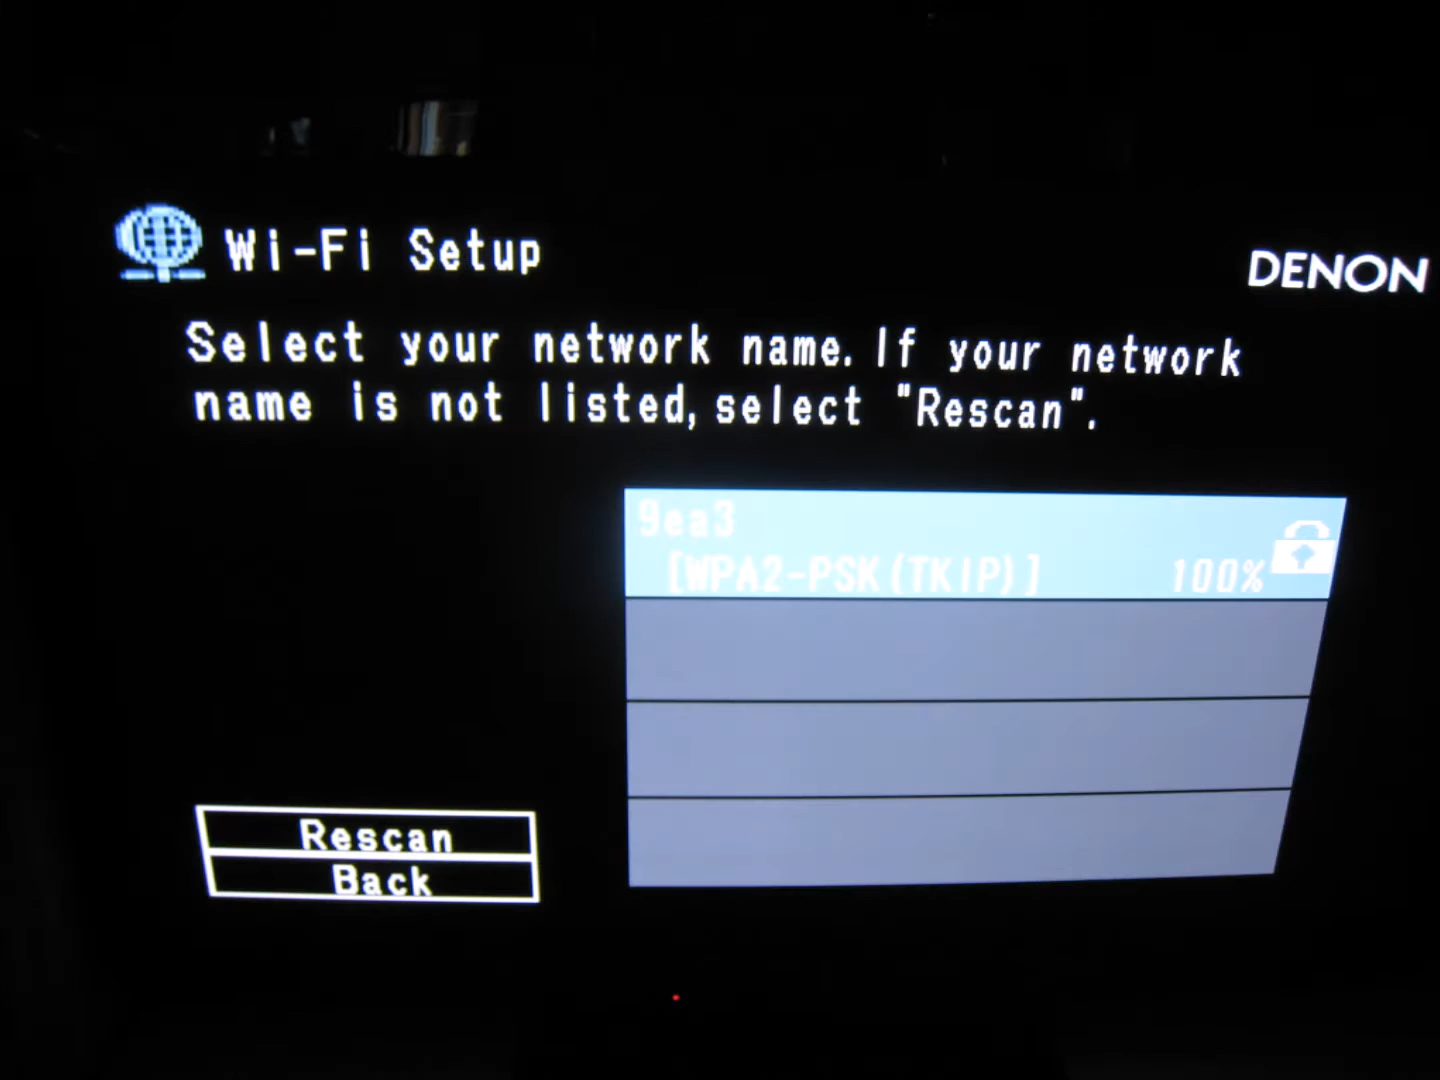 Wi-Fi Setup
DENON
Select your network name. If your network
name is not listed, select "Rescan".
9ea3
[WPA2-PSK(TKIP)] 100%
Rescan
Back